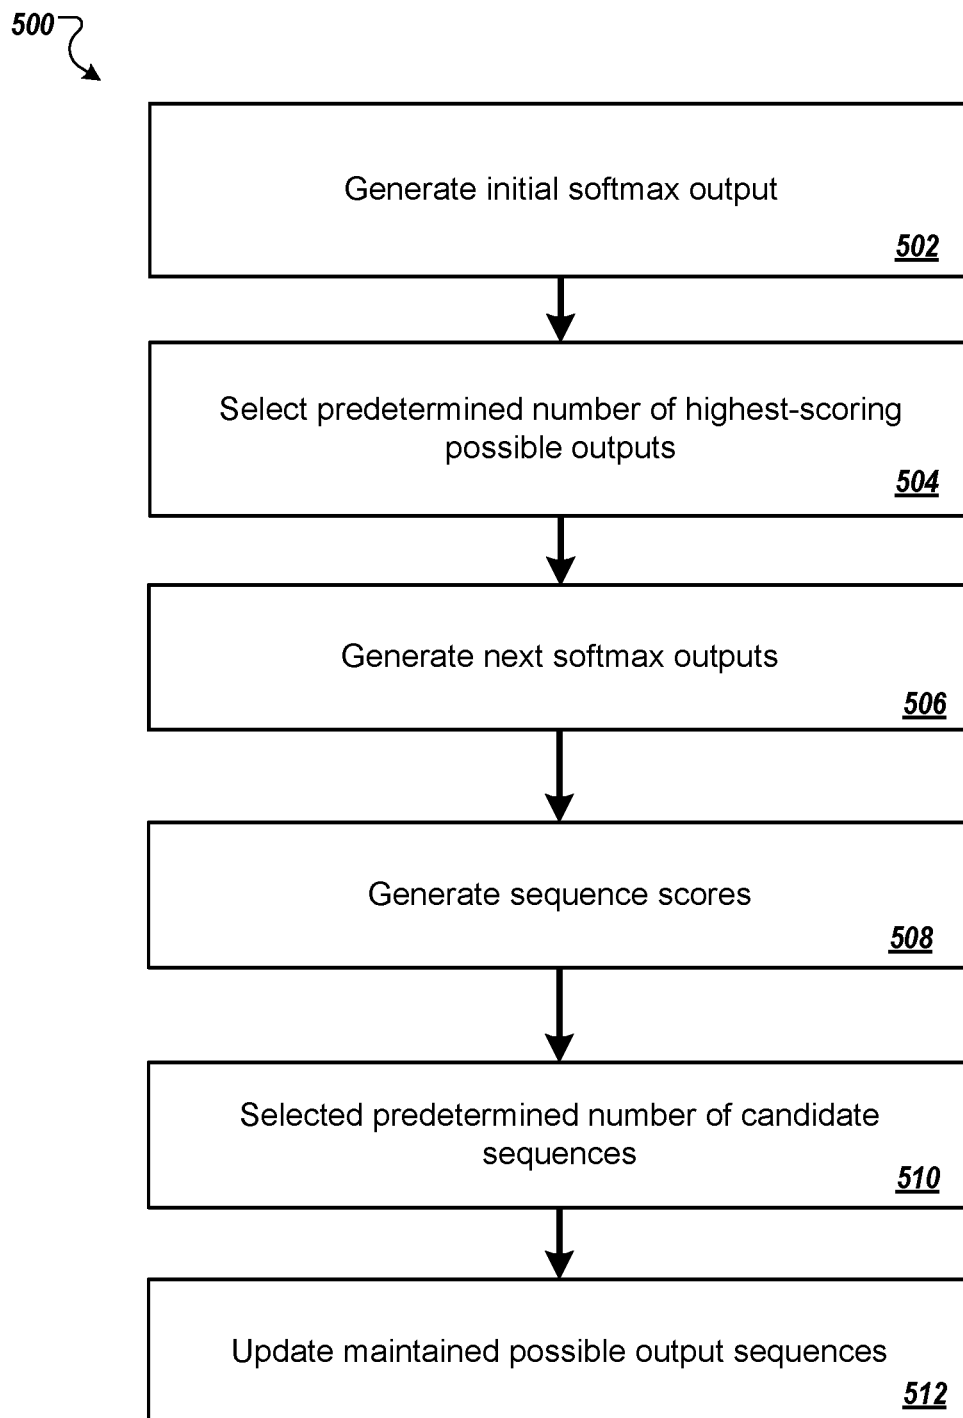 500
Generate initial softmax output
502
Select predetermined number of highest-scoring
possible outputs
504
Generate next softmax outputs
506
Generate sequence scores
508
Selected predetermined number of candidate
sequences
510
Update maintained possible output sequences
512